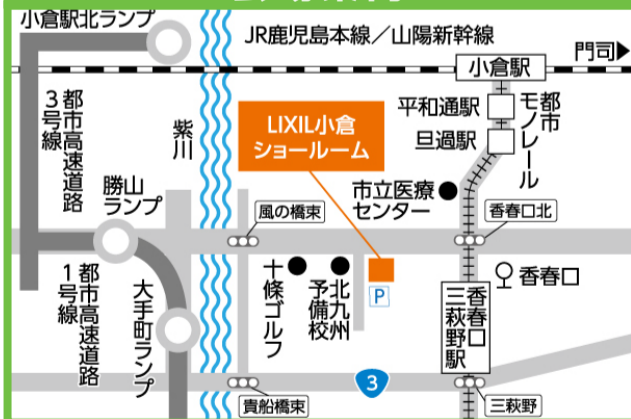 小倉駅北ランプ
JR鹿児島本線／山陽新幹線
門司▶
小倉駅
都市高速道路
3号線
紫川
LIXIL小倉
ショールーム
平和通駅
旦過駅
都市
モノレール
勝山
ランプ
市立医療
センター
風の橋東
香春口北
都市高速道路
1号線
大手町ランプ
十條ゴルフ
北九州
予備校
P
香春口
香春口
三萩野駅
貴船橋東
3
三萩野